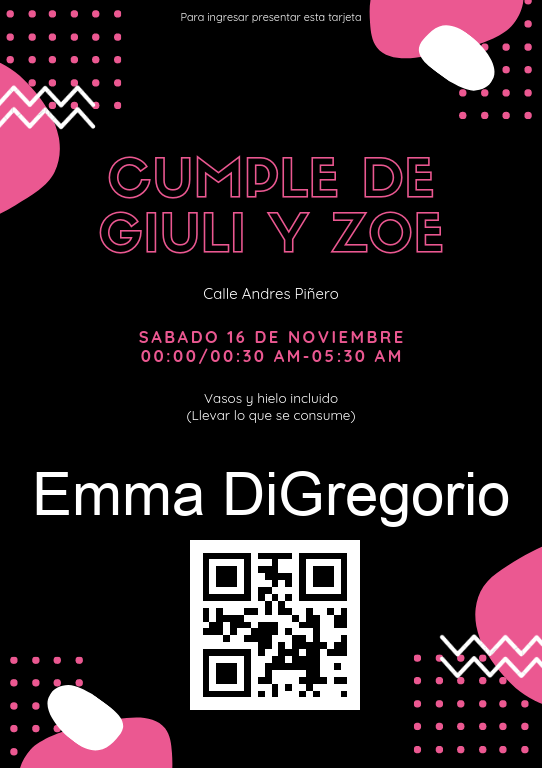 Para ingresar presentar esta tarjeta
CUMPLE DE
GIULI Y ZOE
Calle Andres Piñero
SABADO 16 DE NOVIEMBRE
00:00/00:30 AM-05:30 AM
Vasos y hielo incluido
(Llevar lo que se consume)
Emma DiGregorio